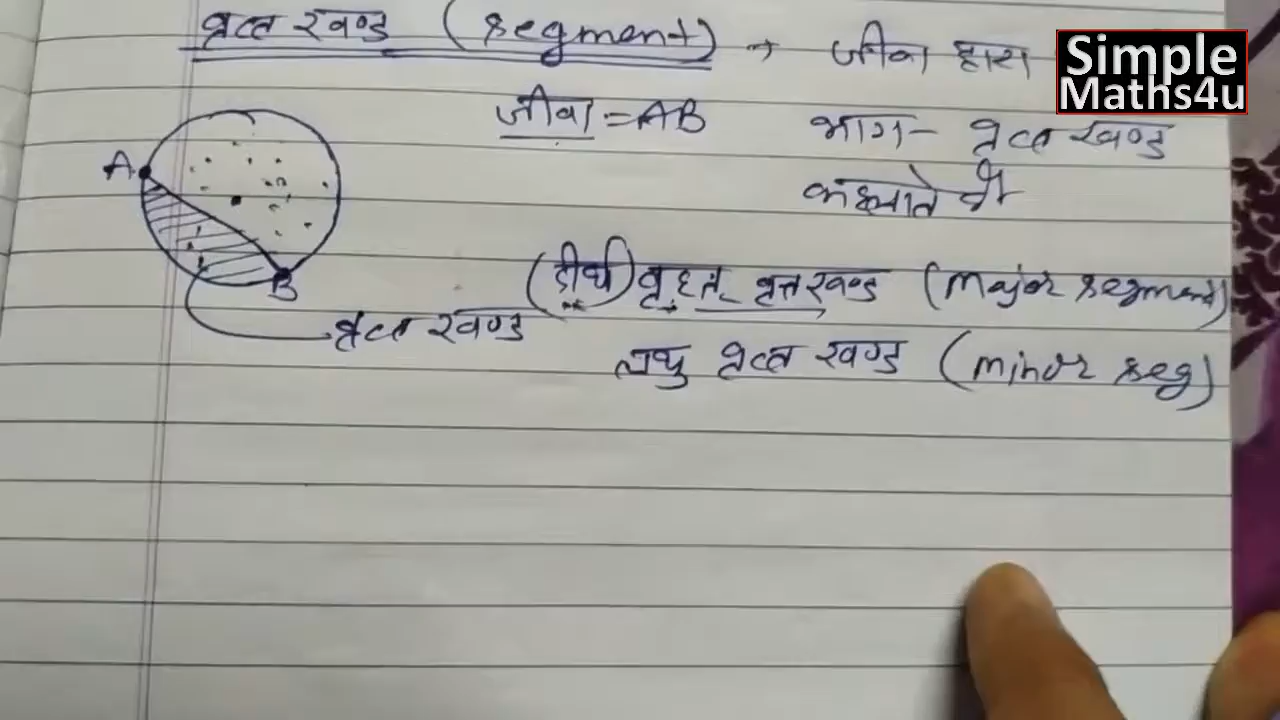 वृत्त खण्ड (segment) → जीवा द्वारा
Simple
Maths4u
जीवा = AB
भाग - वृत्त खण्ड
कहलाते है
A
B
वृत्त खण्ड
(दीर्घ) वृहत् वृत्तखण्ड (Major segment)
लघु वृत्त खण्ड (minor seg)